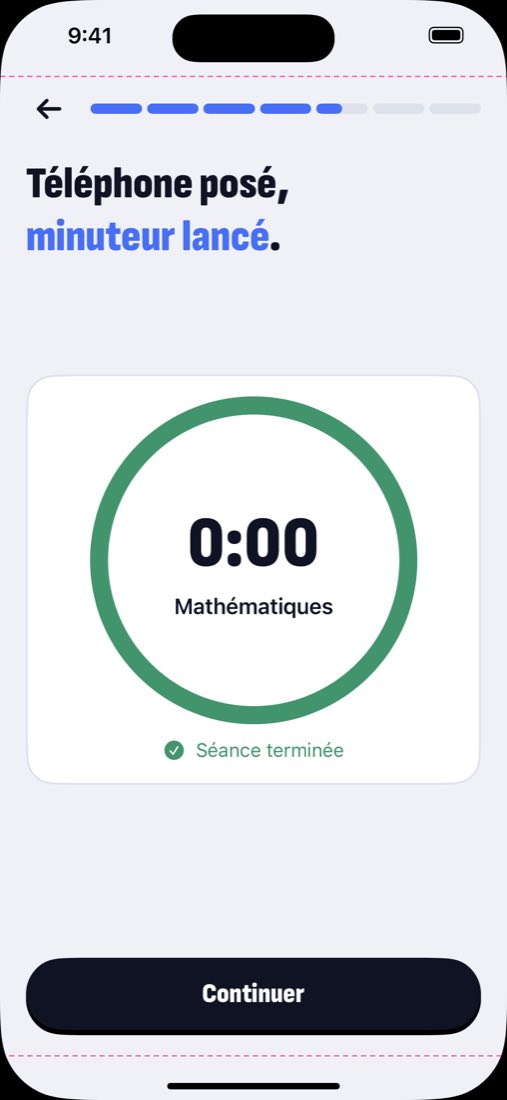 9:41
Téléphone posé,
minuteur lancé.
0:00
Mathématiques
Séance terminée
Continuer